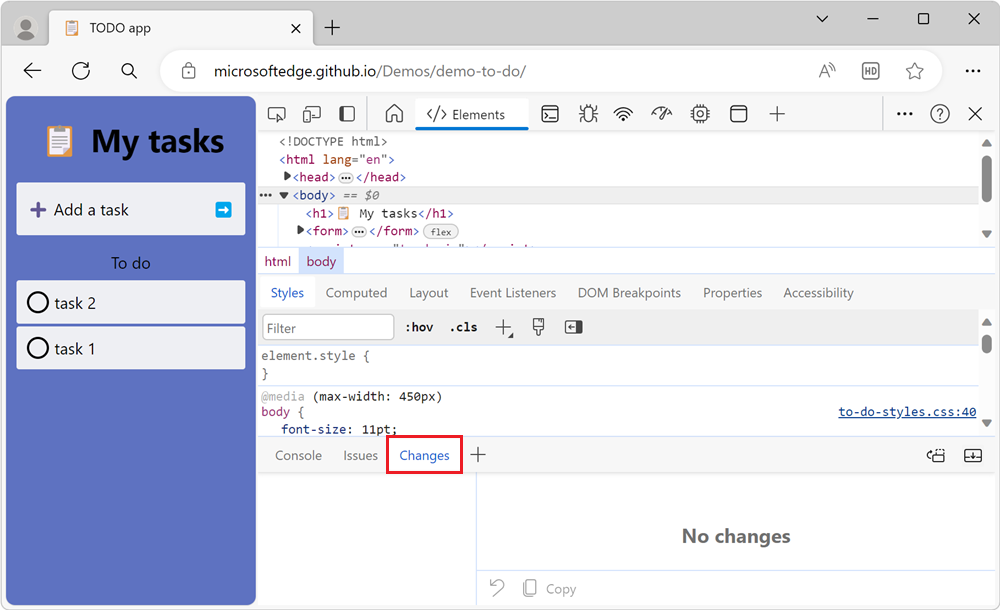 TODO app
microsoftedge.github.io/Demos/demo-to-do/
HD
My tasks
Add a task
To do
task 2
task 1
</> Elements
<!DOCTYPE html>
<html lang="en">
<head> ••• </head>
••• <body> == $0
<h1>📋 My tasks</h1>
<form> ••• </form> flex
html body
Styles Computed Layout Event Listeners DOM Breakpoints Properties Accessibility
Filter :hov .cls
element.style {
}
@media (max-width: 450px)
body { to-do-styles.css:40
font-size: 11pt;
Console Issues Changes
No changes
Copy